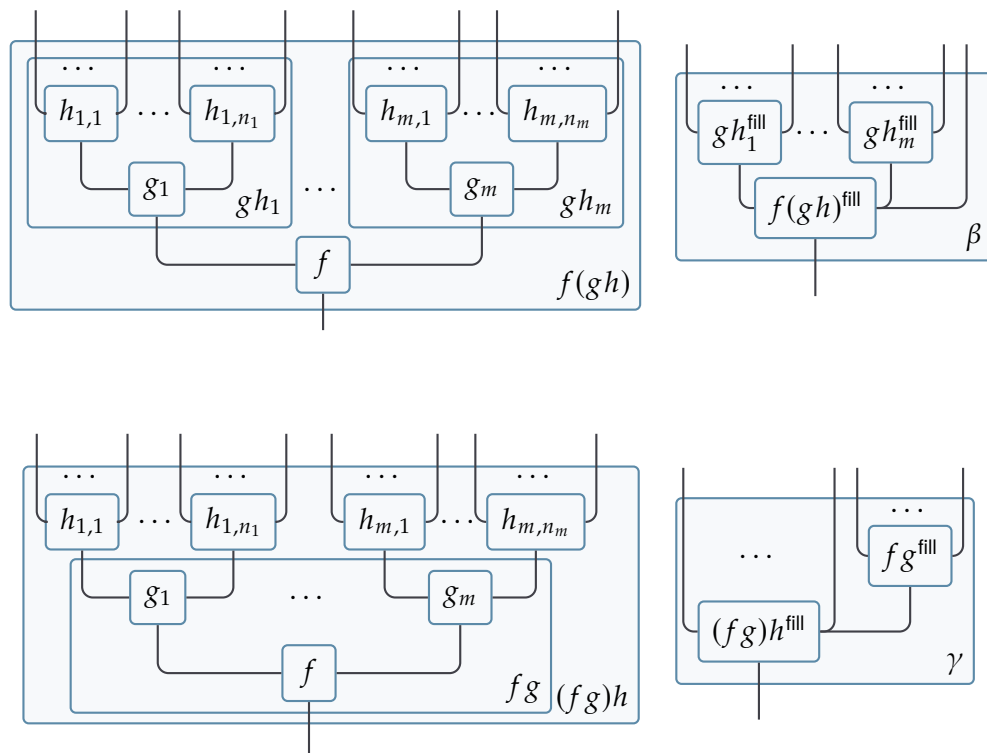 ··· ··· ··· ···
h_{1,1} ··· h_{1,n_1} h_{m,1} ··· h_{m,n_m}
g_1 ··· g_m
gh_1 gh_m
f
f(gh)
··· ···
gh_1^{fill} ··· gh_m^{fill}
f(gh)^{fill}
β
··· ··· ··· ···
h_{1,1} ··· h_{1,n_1} h_{m,1} ··· h_{m,n_m}
g_1 ··· g_m
f
fg (fg)h
···
··· fg^{fill}
(fg)h^{fill}
γ